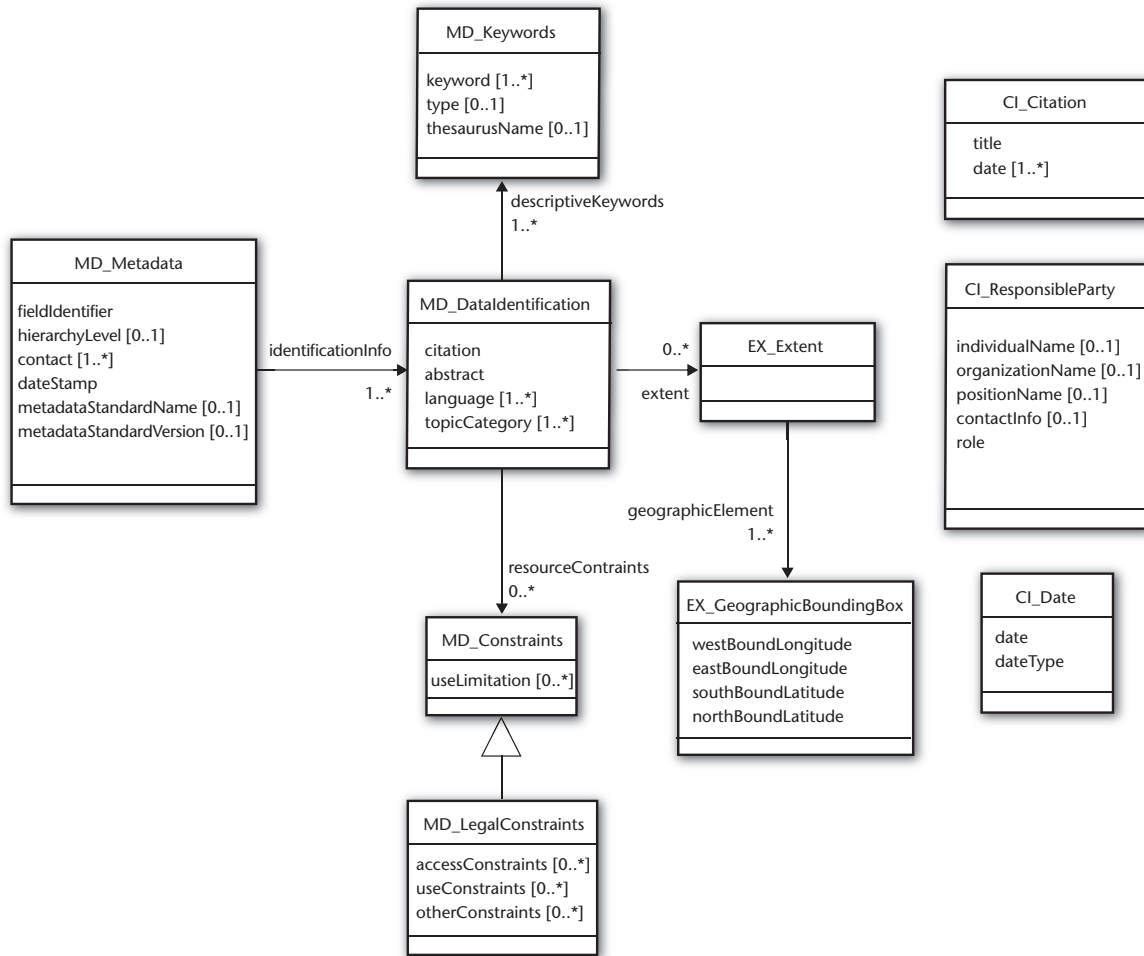 MD_Keywords
keyword [1..*]
type [0..1]
thesaurusName [0..1]
descriptiveKeywords
1..*
MD_Metadata
fieldIdentifier
hierarchyLevel [0..1]
contact [1..*]
dateStamp
metadataStandardName [0..1]
metadataStandardVersion [0..1]
identificationInfo
1..*
MD_DataIdentification
citation
abstract
language [1..*]
topicCategory [1..*]
0..*
extent
EX_Extent
geographicElement
1..*
EX_GeographicBoundingBox
westBoundLongitude
eastBoundLongitude
southBoundLatitude
northBoundLatitude
resourceContraints
0..*
MD_Constraints
useLimitation [0..*]
MD_LegalConstraints
accessConstraints [0..*]
useConstraints [0..*]
otherConstraints [0..*]
CI_Citation
title
date [1..*]
CI_ResponsibleParty
individualName [0..1]
organizationName [0..1]
positionName [0..1]
contactInfo [0..1]
role
CI_Date
date
dateType